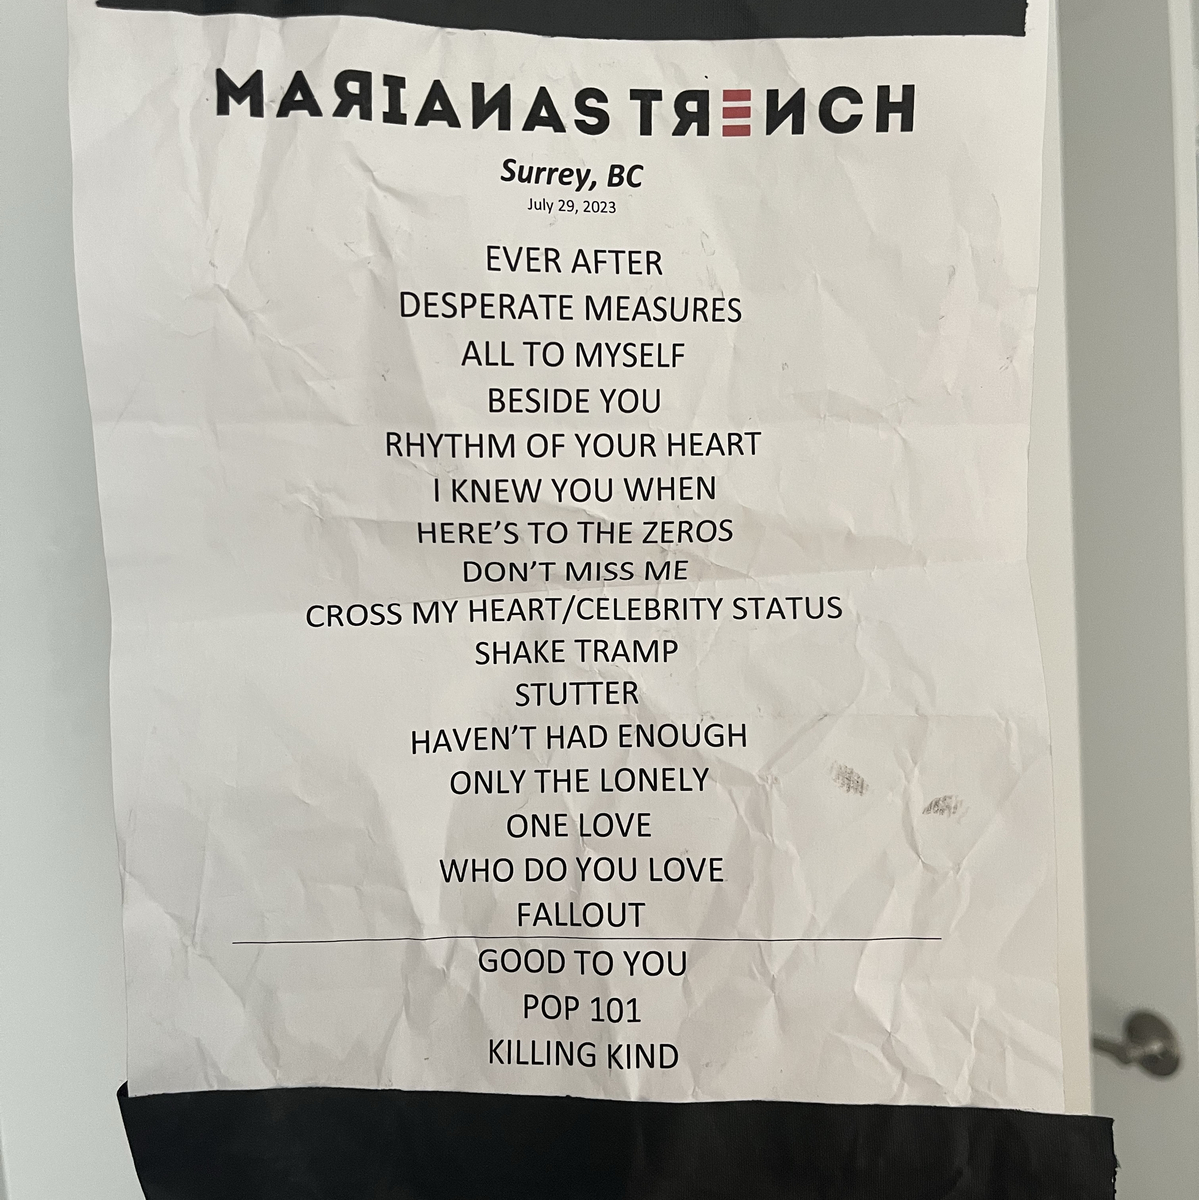 MARIANAS TRENCH
Surrey, BC
July 29, 2023
EVER AFTER
DESPERATE MEASURES
ALL TO MYSELF
BESIDE YOU
RHYTHM OF YOUR HEART
I KNEW YOU WHEN
HERE'S TO THE ZEROS
DON'T MISS ME
CROSS MY HEART/CELEBRITY STATUS
SHAKE TRAMP
STUTTER
HAVEN'T HAD ENOUGH
ONLY THE LONELY
ONE LOVE
WHO DO YOU LOVE
FALLOUT
GOOD TO YOU
POP 101
KILLING KIND